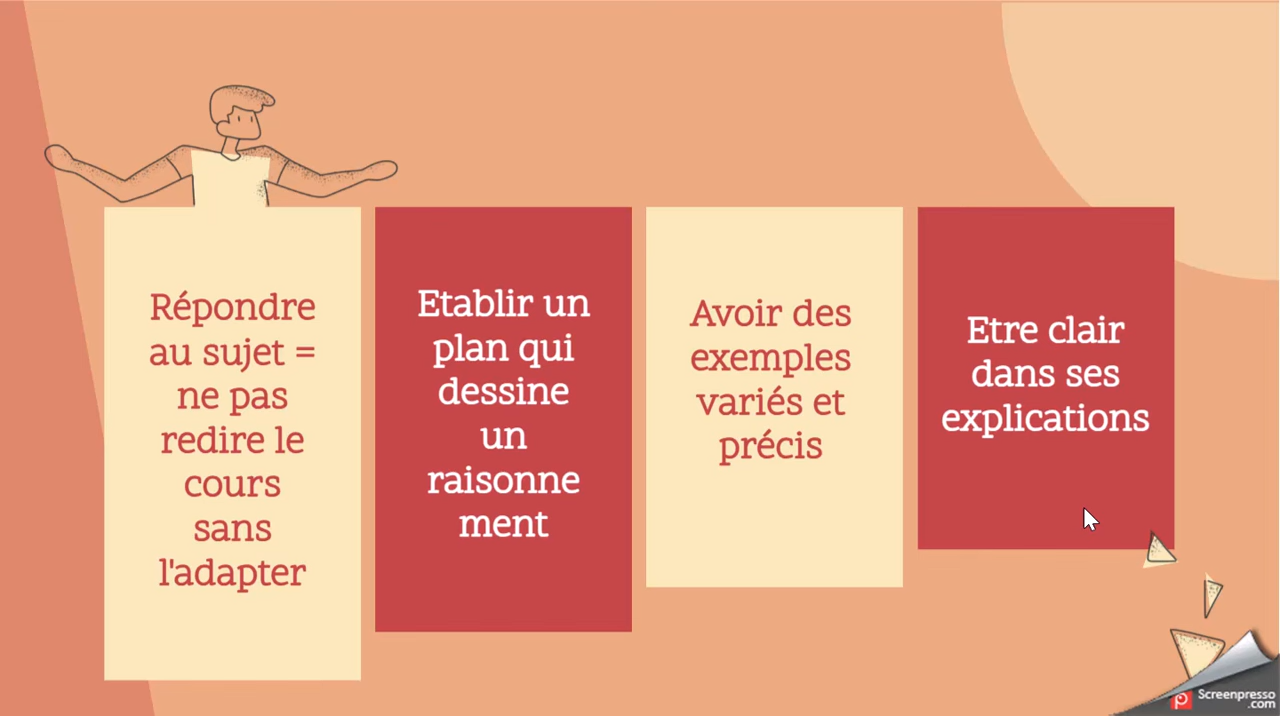 Répondre
au sujet =
ne pas
redire le
cours
sans
l'adapter
Etablir un
plan qui
dessine
un
raisonne
ment
Avoir des
exemples
variés et
précis
Etre clair
dans ses
explications
Screenpresso
.com